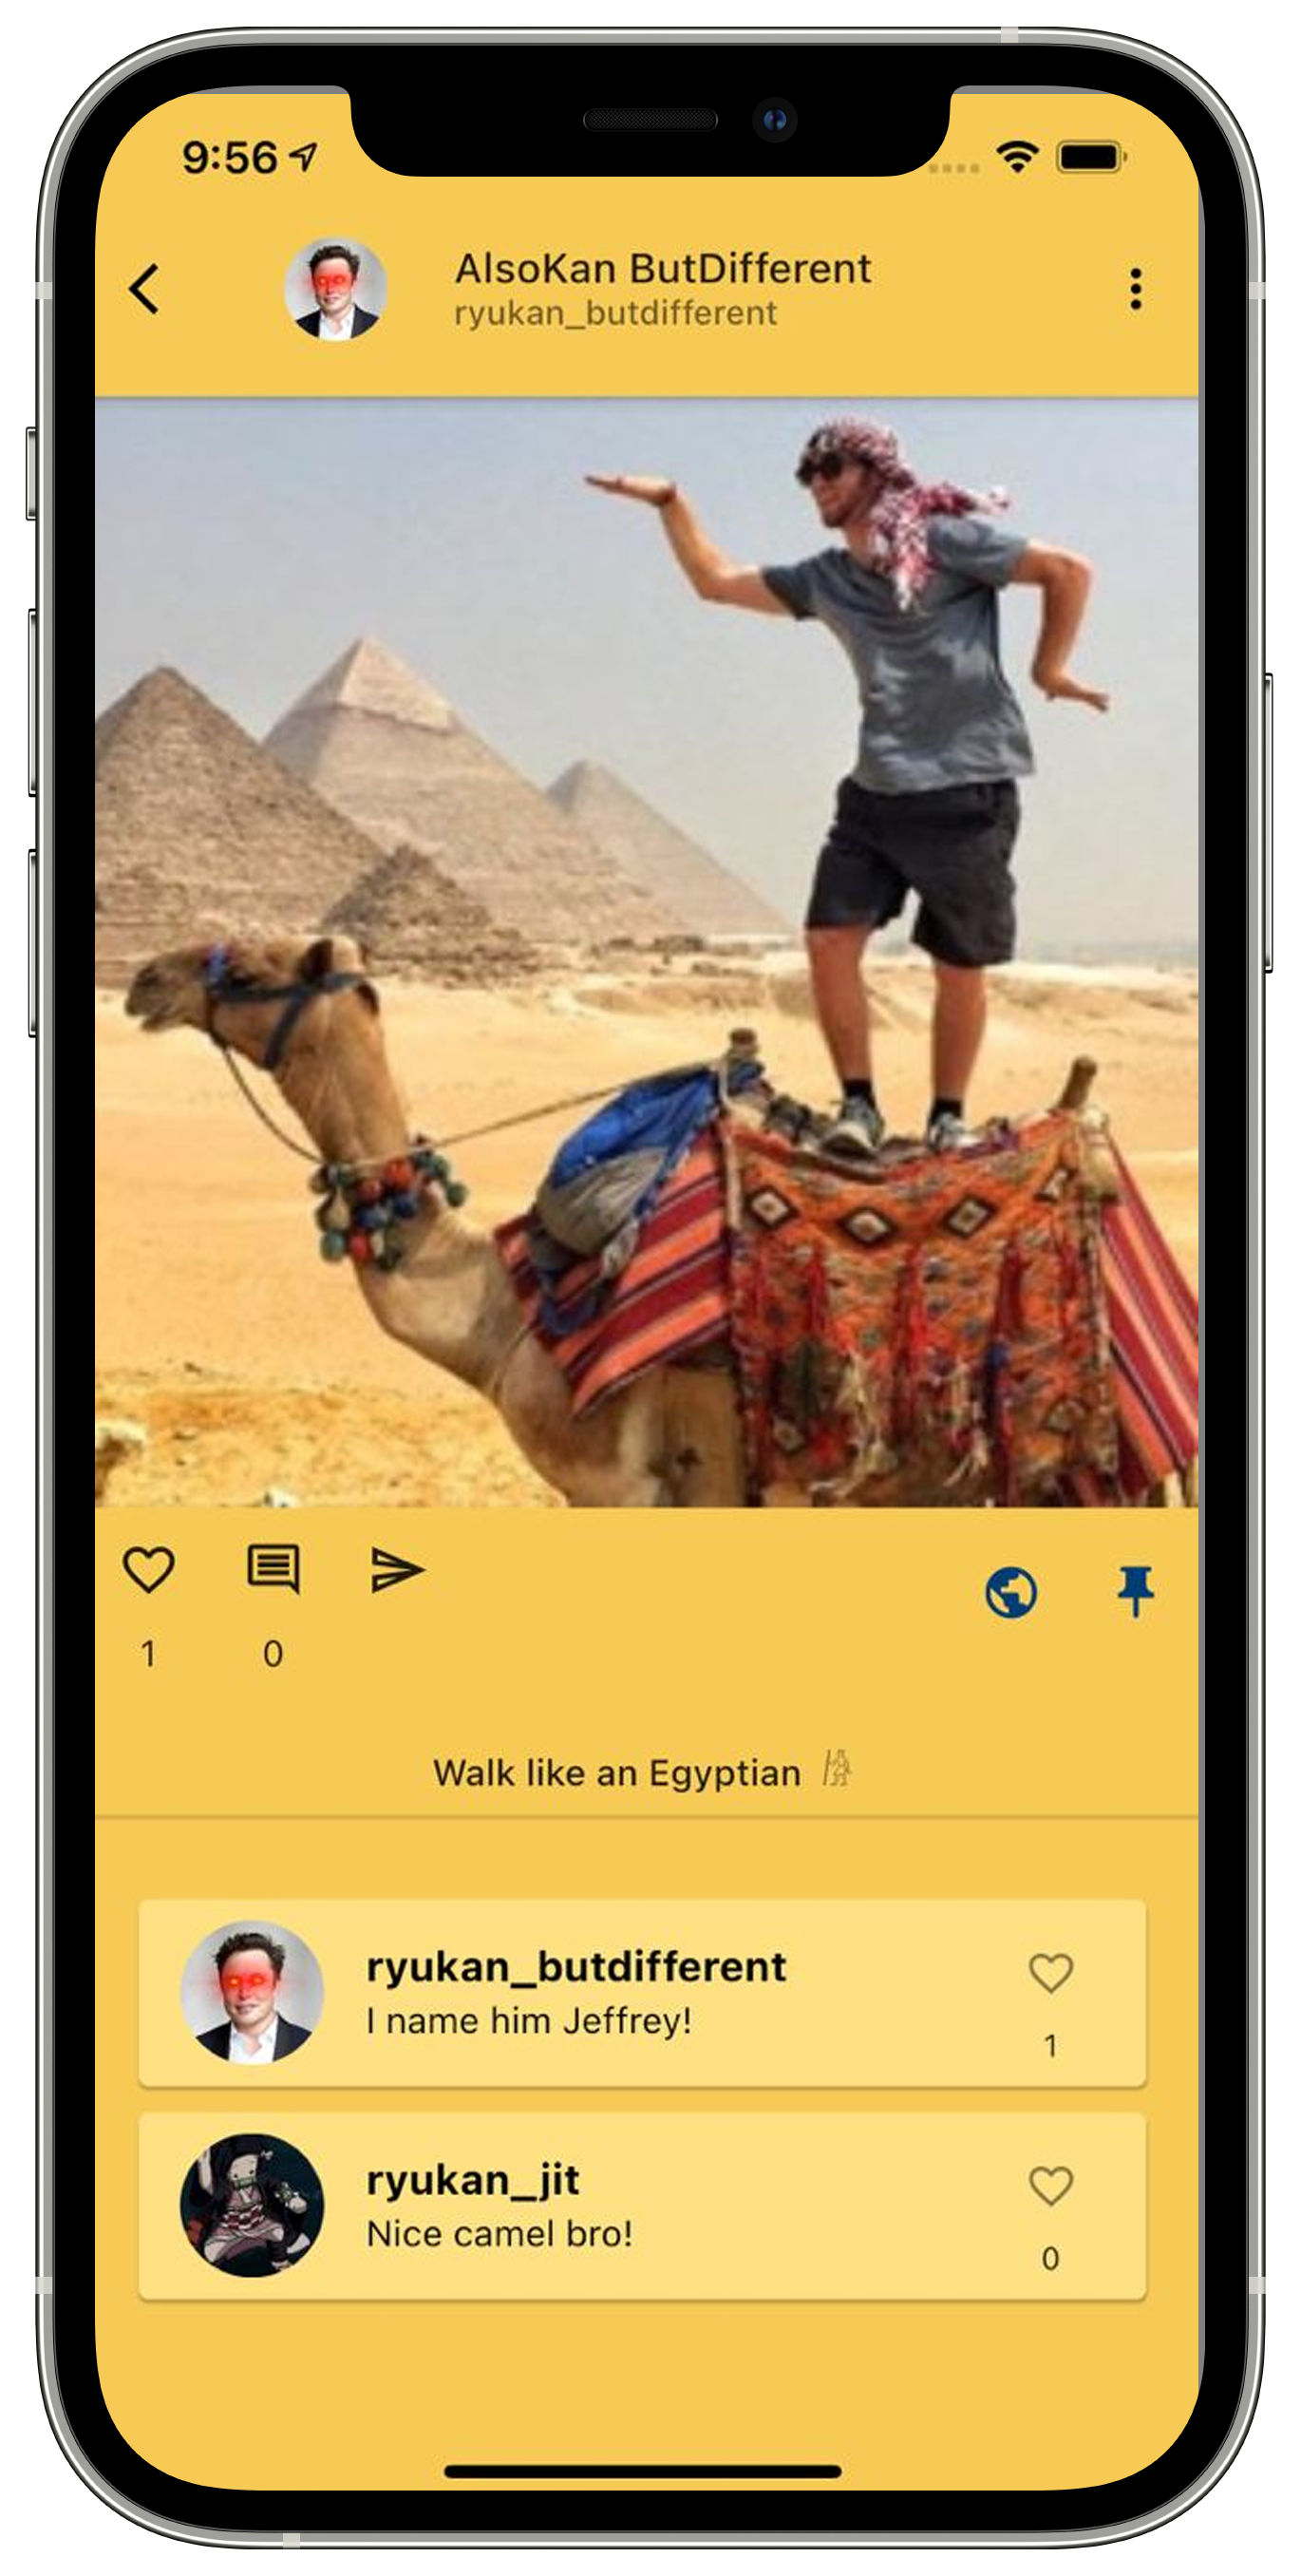 9:56
AlsoKan ButDifferent
ryukan_butdifferent
1
0
Walk like an Egyptian
ryukan_butdifferent
I name him Jeffrey!
1
ryukan_jit
Nice camel bro!
0